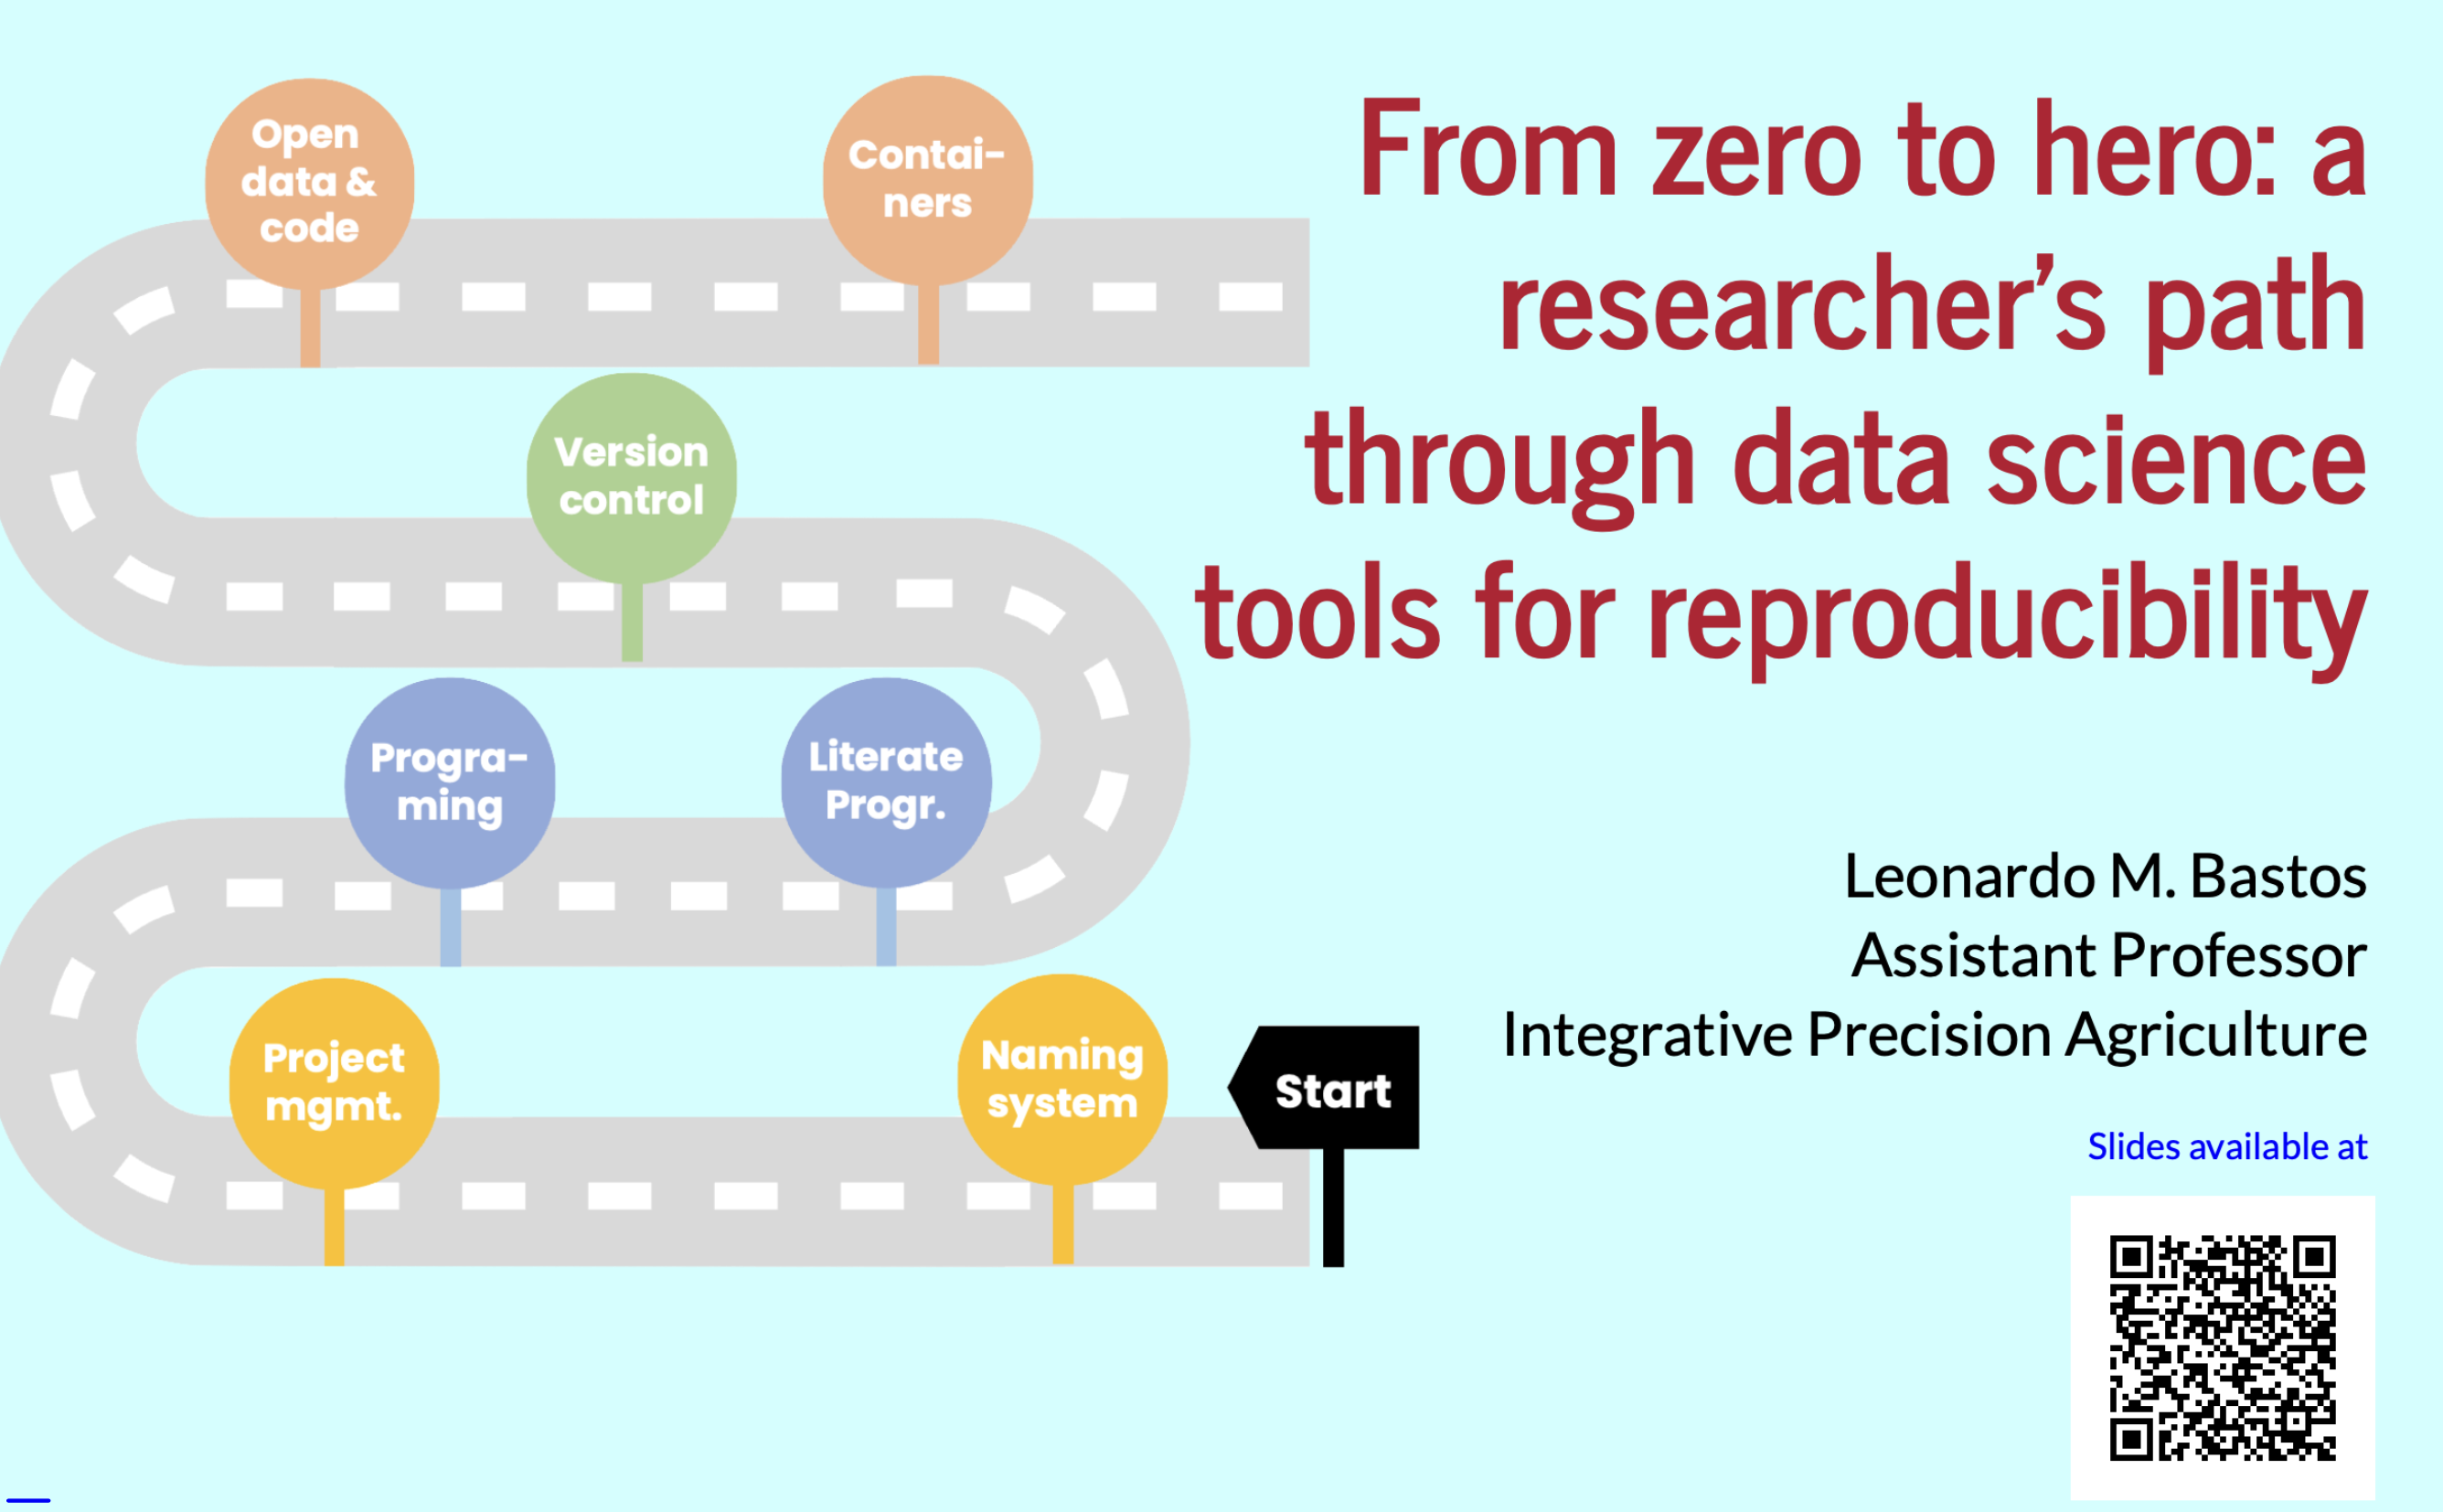 From zero to hero: a
researcher’s path
through data science
tools for reproducibility
Leonardo M. Bastos
Assistant Professor
Integrative Precision Agriculture
Slides available at
Open
data &
code
Contai-
ners
Version
control
Progra-
ming
Literate
Progr.
Project
mgmt.
Naming
system
Start